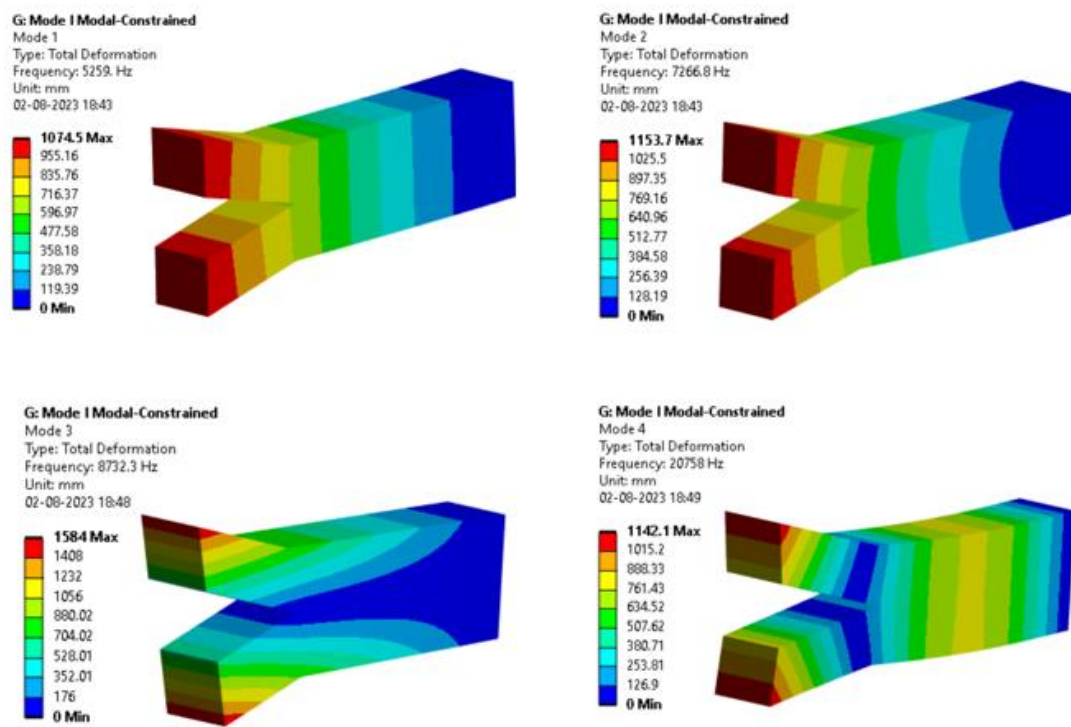 G: Mode I Modal-Constrained
Mode 1
Type: Total Deformation
Frequency: 5259. Hz
Unit: mm
02-08-2023 18:43
1074.5 Max
955.16
835.76
716.37
596.97
477.58
358.18
238.79
119.39
0 Min
G: Mode I Modal-Constrained
Mode 2
Type: Total Deformation
Frequency: 7266.8 Hz
Unit: mm
02-08-2023 18:43
1153.7 Max
1025.5
897.35
769.16
640.96
512.77
384.58
256.39
128.19
0 Min
G: Mode I Modal-Constrained
Mode 3
Type: Total Deformation
Frequency: 8732.3 Hz
Unit: mm
02-08-2023 18:48
1584 Max
1408
1232
1056
880.02
704.02
528.01
352.01
176
0 Min
G: Mode I Modal-Constrained
Mode 4
Type: Total Deformation
Frequency: 20758 Hz
Unit: mm
02-08-2023 18:49
1142.1 Max
1015.2
888.33
761.43
634.52
507.62
380.71
253.81
126.9
0 Min